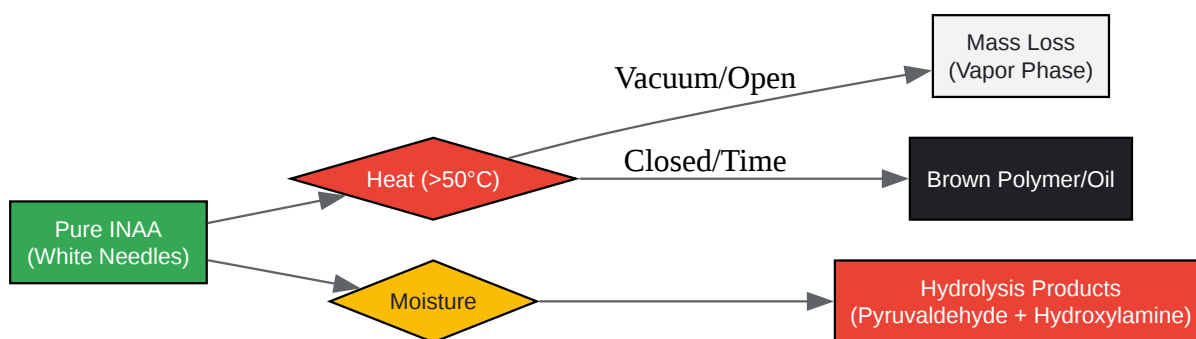 Mass Loss
(Vapor Phase)
Vacuum/Open
Closed/Time
Heat (>50°C)
Brown Polymer/Oil
Pure INAA
(White Needles)
Moisture
Hydrolysis Products
(Pyruvaldehyde + Hydroxylamine)